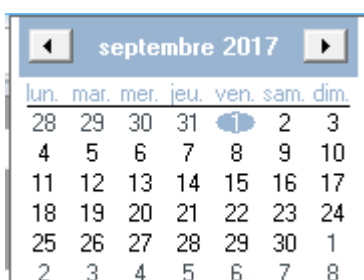 septembre 2017
lun. mar. mer. jeu. ven. sam. dim.
28 29 30 31 1 2 3
4 5 6 7 8 9 10
11 12 13 14 15 16 17
18 19 20 21 22 23 24
25 26 27 28 29 30 1
2 3 4 5 6 7 8